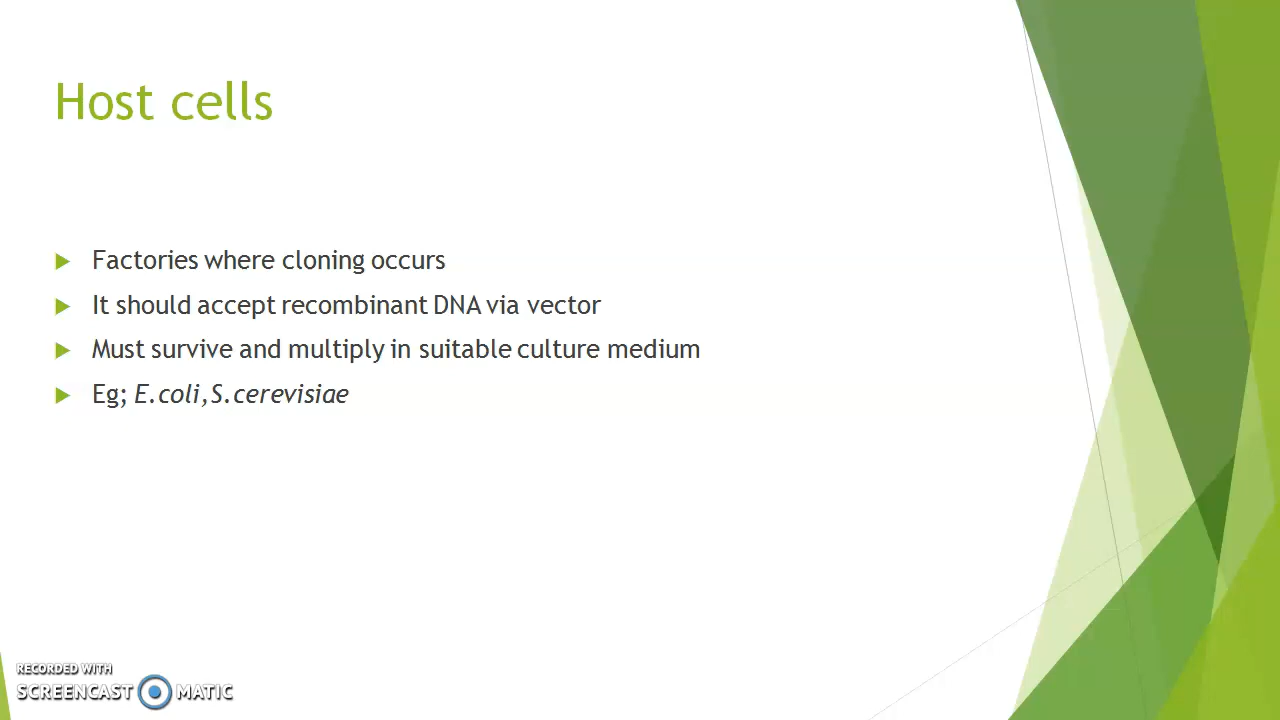 Host cells
Factories where cloning occurs
It should accept recombinant DNA via vector
Must survive and multiply in suitable culture medium
Eg; E.coli,S.cerevisiae
RECORDED WITH
SCREENCAST MATIC